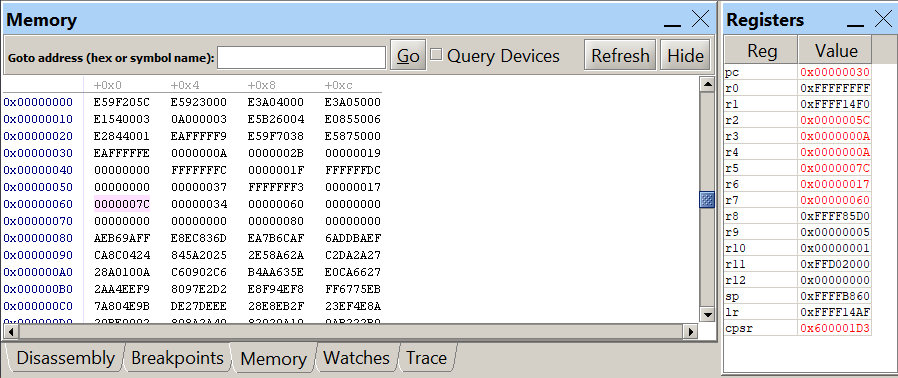 Memory
Goto address (hex or symbol name): Go Query Devices Refresh Hide
+0x0 +0x4 +0x8 +0xc
0x00000000 E59F205C E5923000 E3A04000 E3A05000
0x00000010 E1540003 0A000003 E5B26004 E0855006
0x00000020 E2844001 EAFFFFF9 E59F7038 E5875000
0x00000030 EAFFFFFE 0000000A 0000002B 00000019
0x00000040 00000000 FFFFFFFC 0000001F FFFFFFDC
0x00000050 00000000 00000037 FFFFFFF3 00000017
0x00000060 0000007C 00000034 00000060 00000000
0x00000070 00000000 00000000 00000080 00000000
0x00000080 AEB69AFF E8EC836D EA7B6CAF 6ADDBAEF
0x00000090 CA8C0424 845A2025 2E58A62A C2DA2A27
0x000000A0 28A0100A C60902C6 B4AA635E E0CA6627
0x000000B0 2AA4EEF9 8097E2D2 E8F94EF8 FF6775EB
0x000000C0 7A804E9B DE27DEEE 28E8EB2F 23EF4E8A
0x000000D0
Disassembly Breakpoints Memory Watches Trace
Registers
Reg Value
pc 0x00000030
r0 0xFFFFFFFF
r1 0xFFFF14F0
r2 0x0000005C
r3 0x0000000A
r4 0x0000000A
r5 0x0000007C
r6 0x00000017
r7 0x00000060
r8 0xFFFF85D0
r9 0x00000005
r10 0x00000001
r11 0xFFD02000
r12 0x00000000
sp 0xFFFFB860
lr 0xFFFF14AF
cpsr 0x600001D3